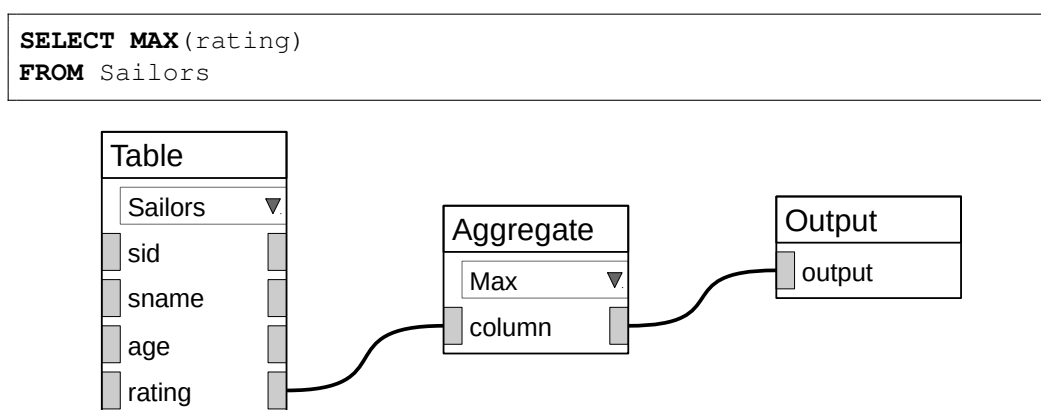 SELECT MAX(rating)
FROM Sailors
Table
Sailors
sid
sname
age
rating
Aggregate
Max
column
Output
output